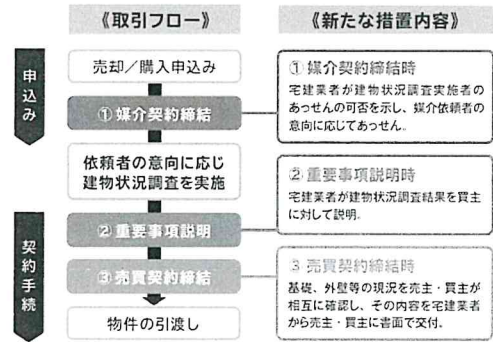 《取引フロー》
《新たな措置内容》
申込み
売却/購入申込み
①媒介契約締結
依頼者の意向に応じ
建物状況調査を実施
契約手続
②重要事項説明
③売買契約締結
物件の引渡し
①媒介契約締結時
宅建業者が建物状況調査実施者の
あっせんの可否を示し、媒介依頼者の
意向に応じてあっせん。
②重要事項説明時
宅建業者が建物状況調査結果を買主
に対して説明。
③売買契約締結時
基礎、外壁等の現況を売主・買主が
相互に確認し、その内容を宅建業者
から売主・買主に書面で交付。